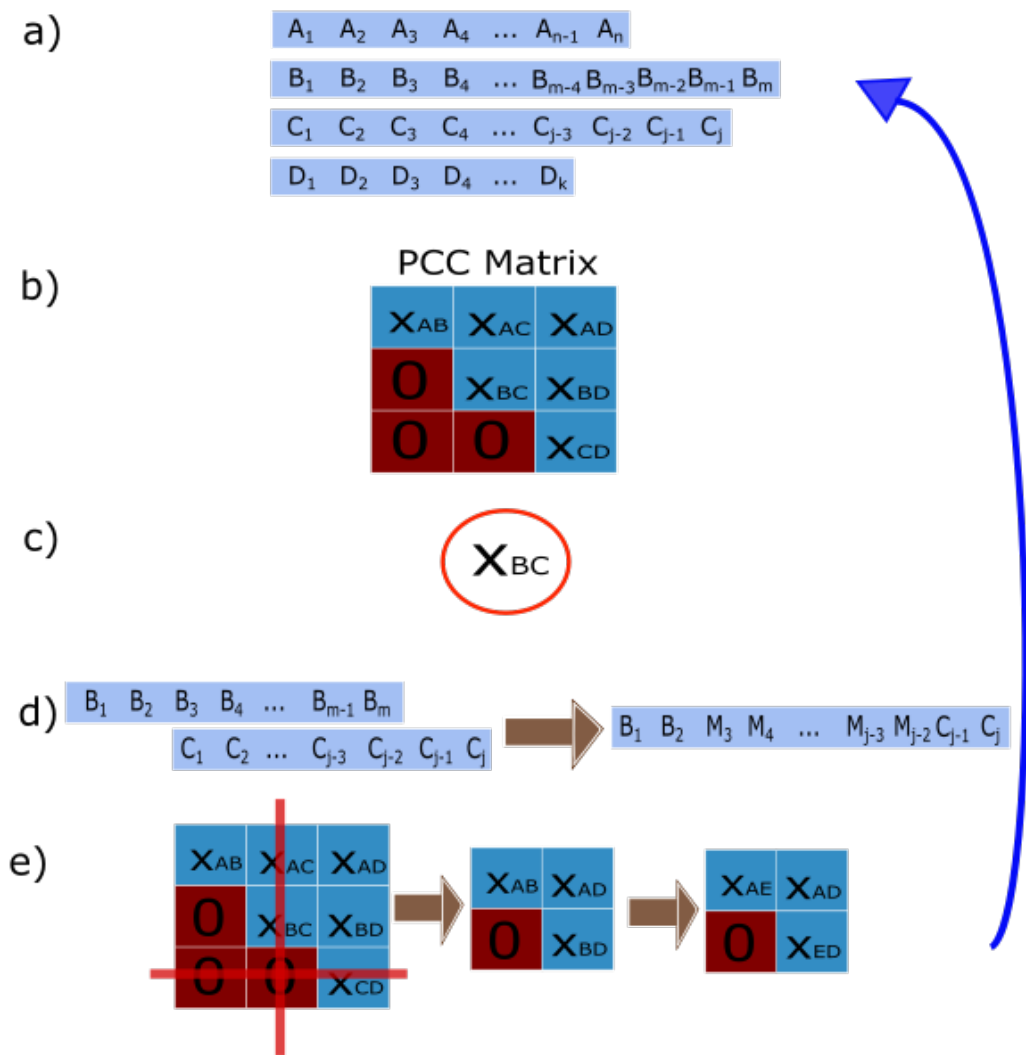 a)
A₁ A₂ A₃ A₄ ... Aₙ₋₁ Aₙ
B₁ B₂ B₃ B₄ ... Bₘ₋₄ Bₘ₋₃ Bₘ₋₂ Bₘ₋₁ Bₘ
C₁ C₂ C₃ C₄ ... Cⱼ₋₃ Cⱼ₋₂ Cⱼ₋₁ Cⱼ
D₁ D₂ D₃ D₄ ... Dₖ
b)
PCC Matrix
xAB xAC xAD
0 xBC xBD
0 0 xCD
c)
xBC
d)
B₁ B₂ B₃ B₄ ... Bₘ₋₁ Bₘ
C₁ C₂ ... Cⱼ₋₃ Cⱼ₋₂ Cⱼ₋₁ Cⱼ
B₁ B₂ M₃ M₄ ... Mⱼ₋₃ Mⱼ₋₂ Cⱼ₋₁ Cⱼ
e)
xAB xAC xAD
0 xBC xBD
0 0 xCD
xAB xAD
0 xBD
xAE xAD
0 xED